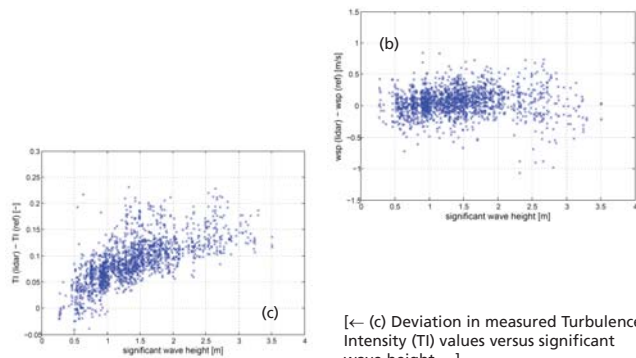 (b)
wsp (lidar) − wsp (ref) [m/s]
1.5
1
0.5
0
-0.5
-1
-1.5
0 0.5 1 1.5 2 2.5 3 3.5 4
significant wave height [m]
TI (lidar) − TI (ref) [-]
0.3
0.25
0.2
0.15
0.1
0.05
0
-0.05
(c)
0 0.5 1 1.5 2 2.5 3 3.5 4
significant wave height [m]
[← (c) Deviation in measured Turbulence
Intensity (TI) values versus significant